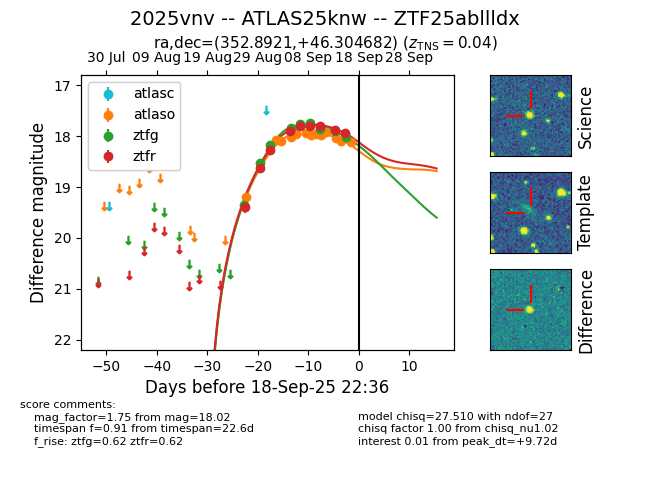 2025vnv -- ATLAS25knw -- ZTF25abllldx
ra,dec=(352.8921,+46.304682) (z_TNS = 0.04)
30 Jul 09 Aug 19 Aug 29 Aug 08 Sep 18 Sep 28 Sep
17
18
19
20
21
22
Difference magnitude
atlasc
atlaso
ztfg
ztfr
−50 −40 −30 −20 −10 0 10
Days before 18-Sep-25 22:36
Science
Template
Difference
score comments:
mag_factor=1.75 from mag=18.02
timespan f=0.91 from timespan=22.6d
f_rise: ztfg=0.62 ztfr=0.62
model chisq=27.510 with ndof=27
chisq factor 1.00 from chisq_nu1.02
interest 0.01 from peak_dt=+9.72d